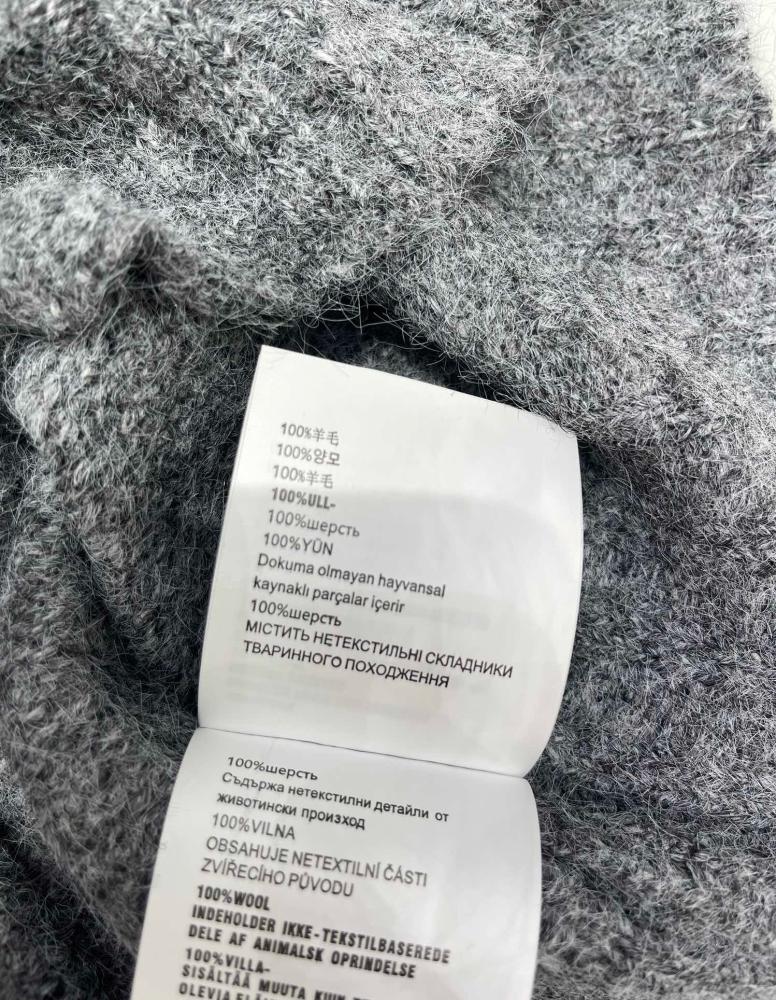 100%羊毛
100%양모
100%羊毛
100%ULL-
100%шерсть
100%YÜN
Dokuma olmayan hayvansal
kaynaklı parçalar içerir
100%шерсть
МІСТИТЬ НЕТЕКСТИЛЬНІ СКЛАДНИКИ
ТВАРИННОГО ПОХОДЖЕННЯ
100%шерсть
Съдържа нетекстилни детайли от
животински произход
100%VILNA
OBSAHUJE NETEXTILNÍ ČÁSTI
ZVÍŘECÍHO PŮVODU
100%WOOL
INDEHOLDER IKKE-TEKSTILBASEREDE
DELE AF ANIMALSK OPRINDELSE
100%VILLA-
SISÄLTÄÄ MUUTA KUIN
OLEVIA